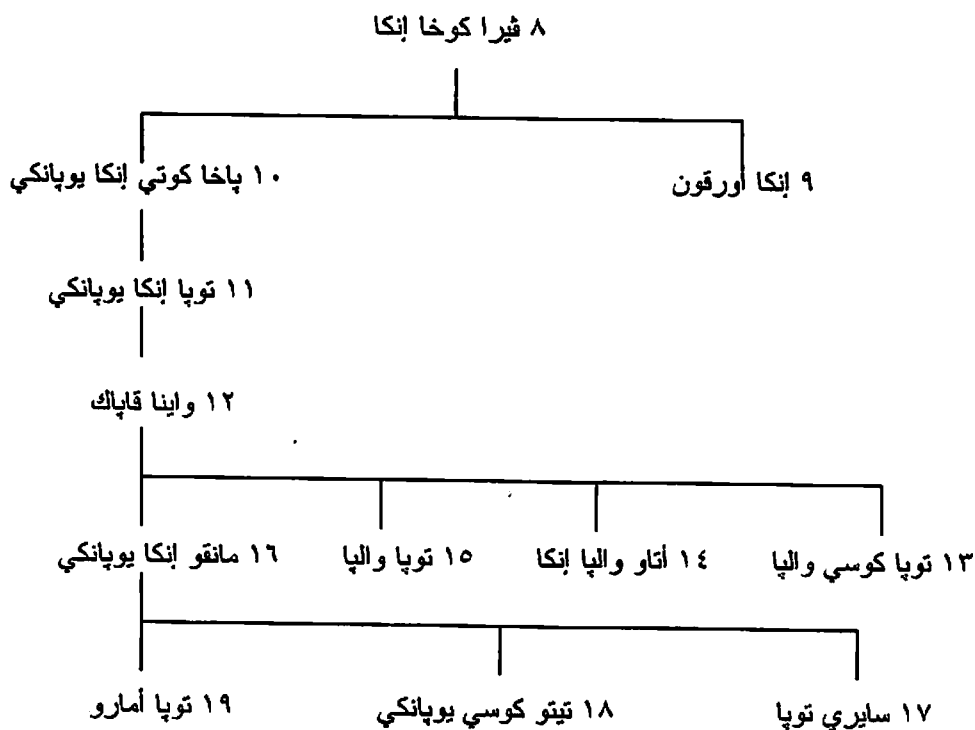 ٨ ڤيرا كوخا إنكا
٩ إنكا أورقون
١٠ پاخا كوتي إنكا يوپانكي
١١ توپا إنكا يوپانكي
١٢ واينا قاپاك
١٣ توپا كوسي والپا
١٤ أتاو والپا إنكا
١٥ توپا والپا
١٦ مانقو إنكا يوپانكي
١٧ سايري توپا
١٨ تيتو كوسي يوپانكي
١٩ توپا أمارو